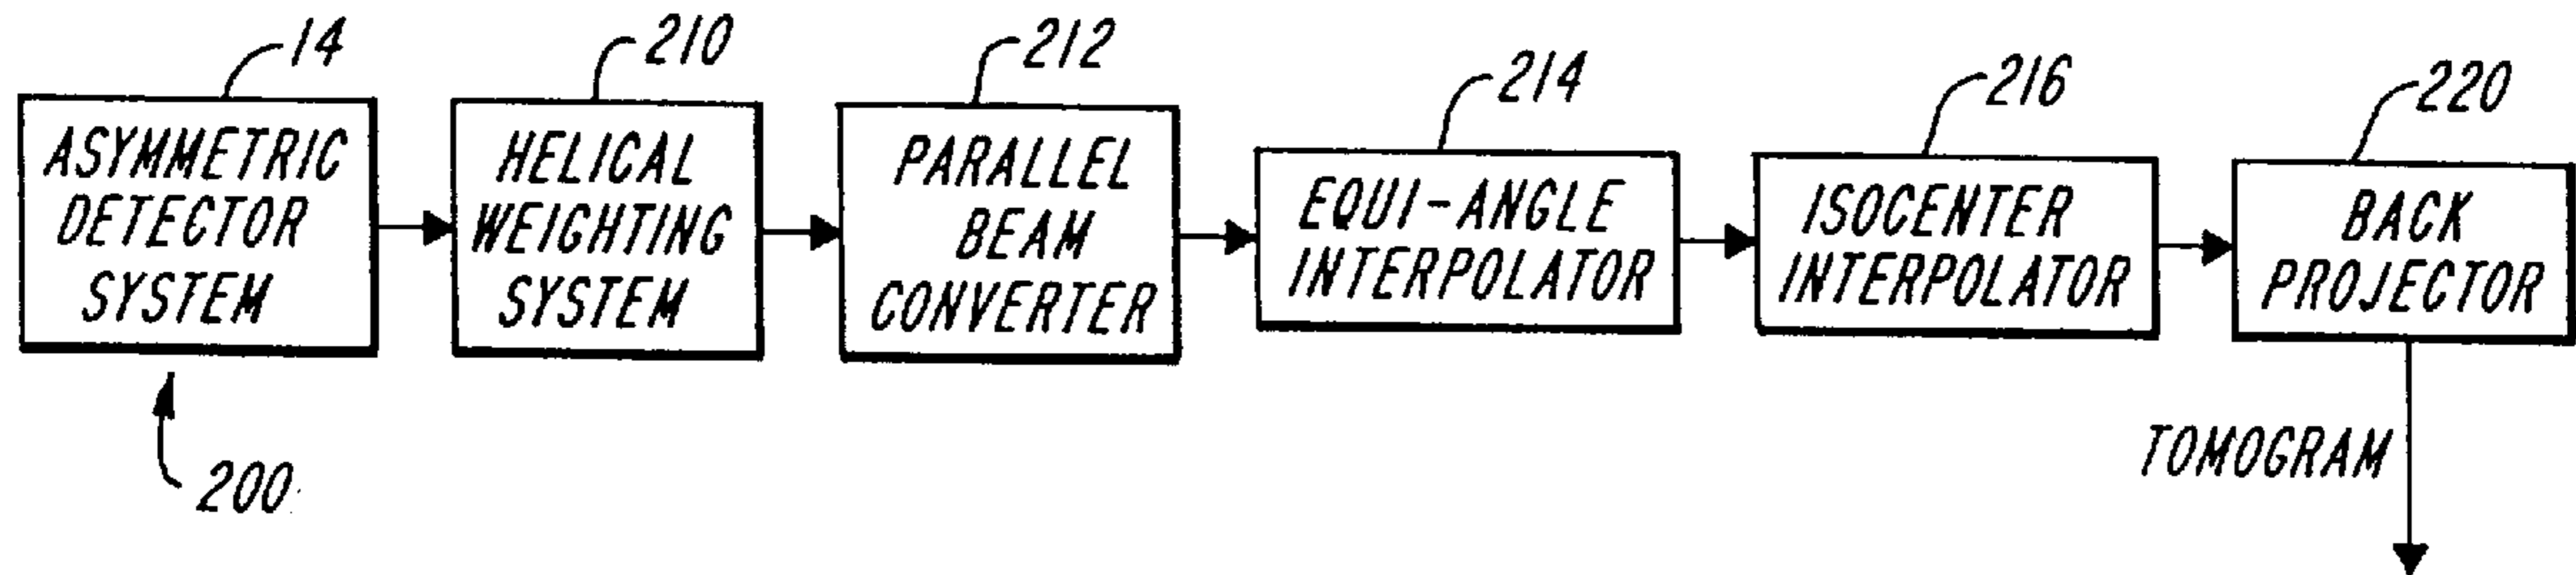 14
210
212
214
216
220
ASYMMETRIC
DETECTOR
SYSTEM
HELICAL
WEIGHTING
SYSTEM
PARALLEL
BEAM
CONVERTER
EQUI-ANGLE
INTERPOLATOR
ISOCENTER
INTERPOLATOR
BACK
PROJECTOR
TOMOGRAM
200